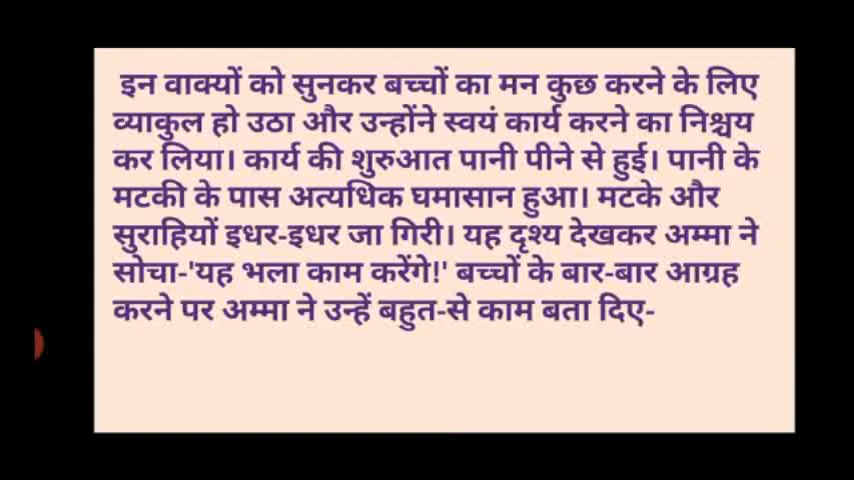 इन वाक्यों को सुनकर बच्चों का मन कुछ करने के लिए
व्याकुल हो उठा और उन्होंने स्वयं कार्य करने का निश्चय
कर लिया। कार्य की शुरुआत पानी पीने से हुई। पानी के
मटकी के पास अत्यधिक घमासान हुआ। मटके और
सुराहियों इधर-इधर जा गिरी। यह दृश्य देखकर अम्मा ने
सोचा-'यह भला काम करेंगे!' बच्चों के बार-बार आग्रह
करने पर अम्मा ने उन्हें बहुत-से काम बता दिए-